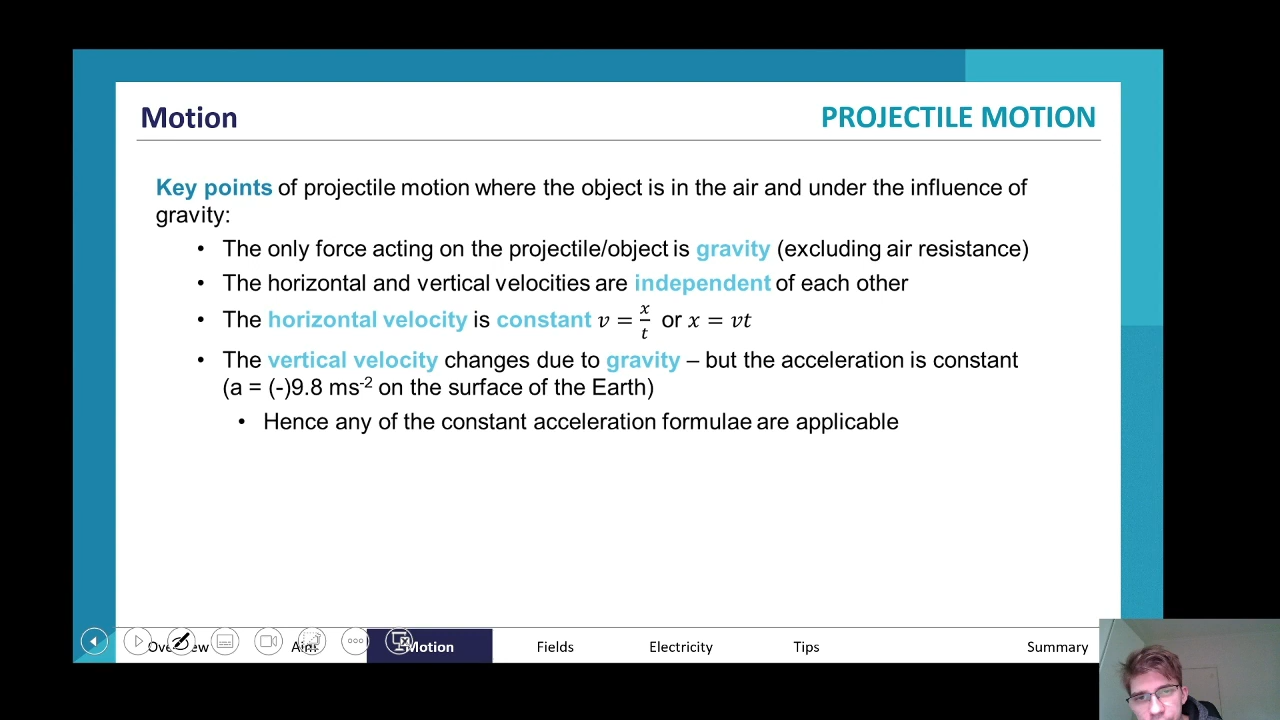 Motion
PROJECTILE MOTION
Key points of projectile motion where the object is in the air and under the influence of
gravity:
• The only force acting on the projectile/object is gravity (excluding air resistance)
• The horizontal and vertical velocities are independent of each other
• The horizontal velocity is constant v = x/t or x = vt
• The vertical velocity changes due to gravity – but the acceleration is constant
(a = (-)9.8 ms⁻² on the surface of the Earth)
• Hence any of the constant acceleration formulae are applicable
Motion Fields Electricity Tips Summary